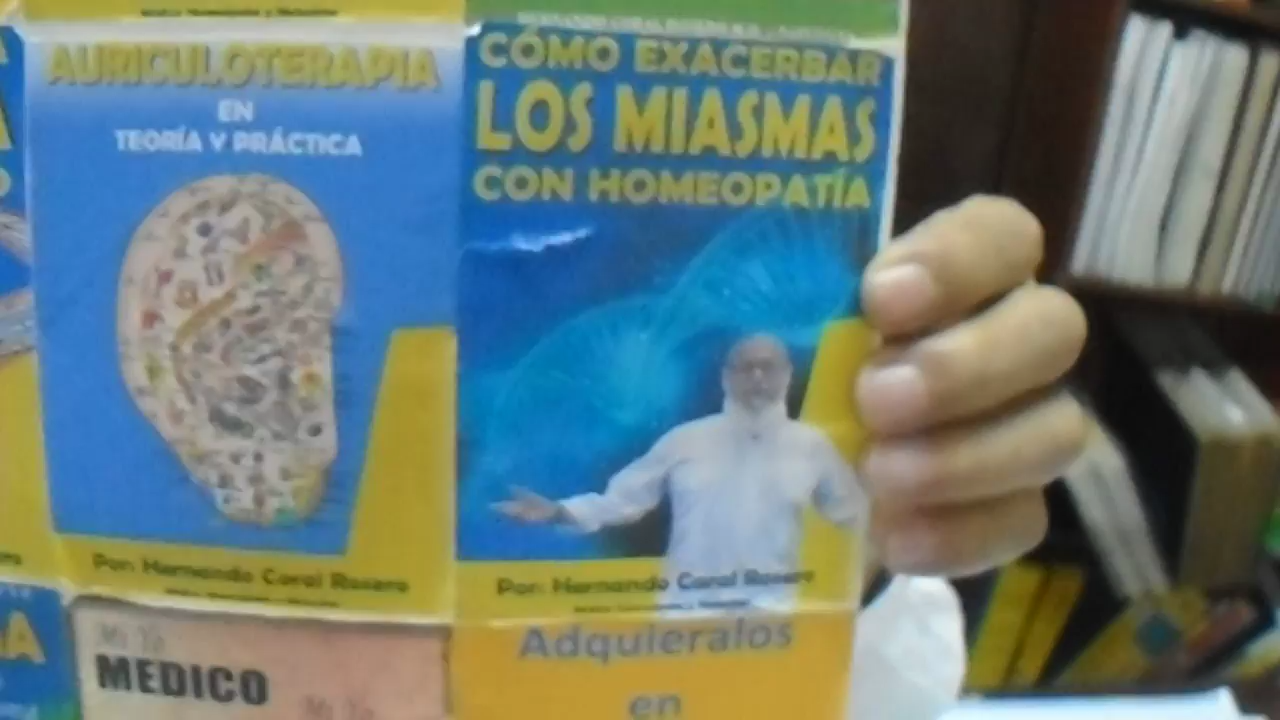 AURICULOTERAPIA
EN
TEORÍA Y PRÁCTICA
Por: Hernando Coral Rosero
CÓMO EXACERBAR
LOS MIASMAS
CON HOMEOPATÍA
Por: Hernando Coral Rosero
MEDICO
Adquieralos
en